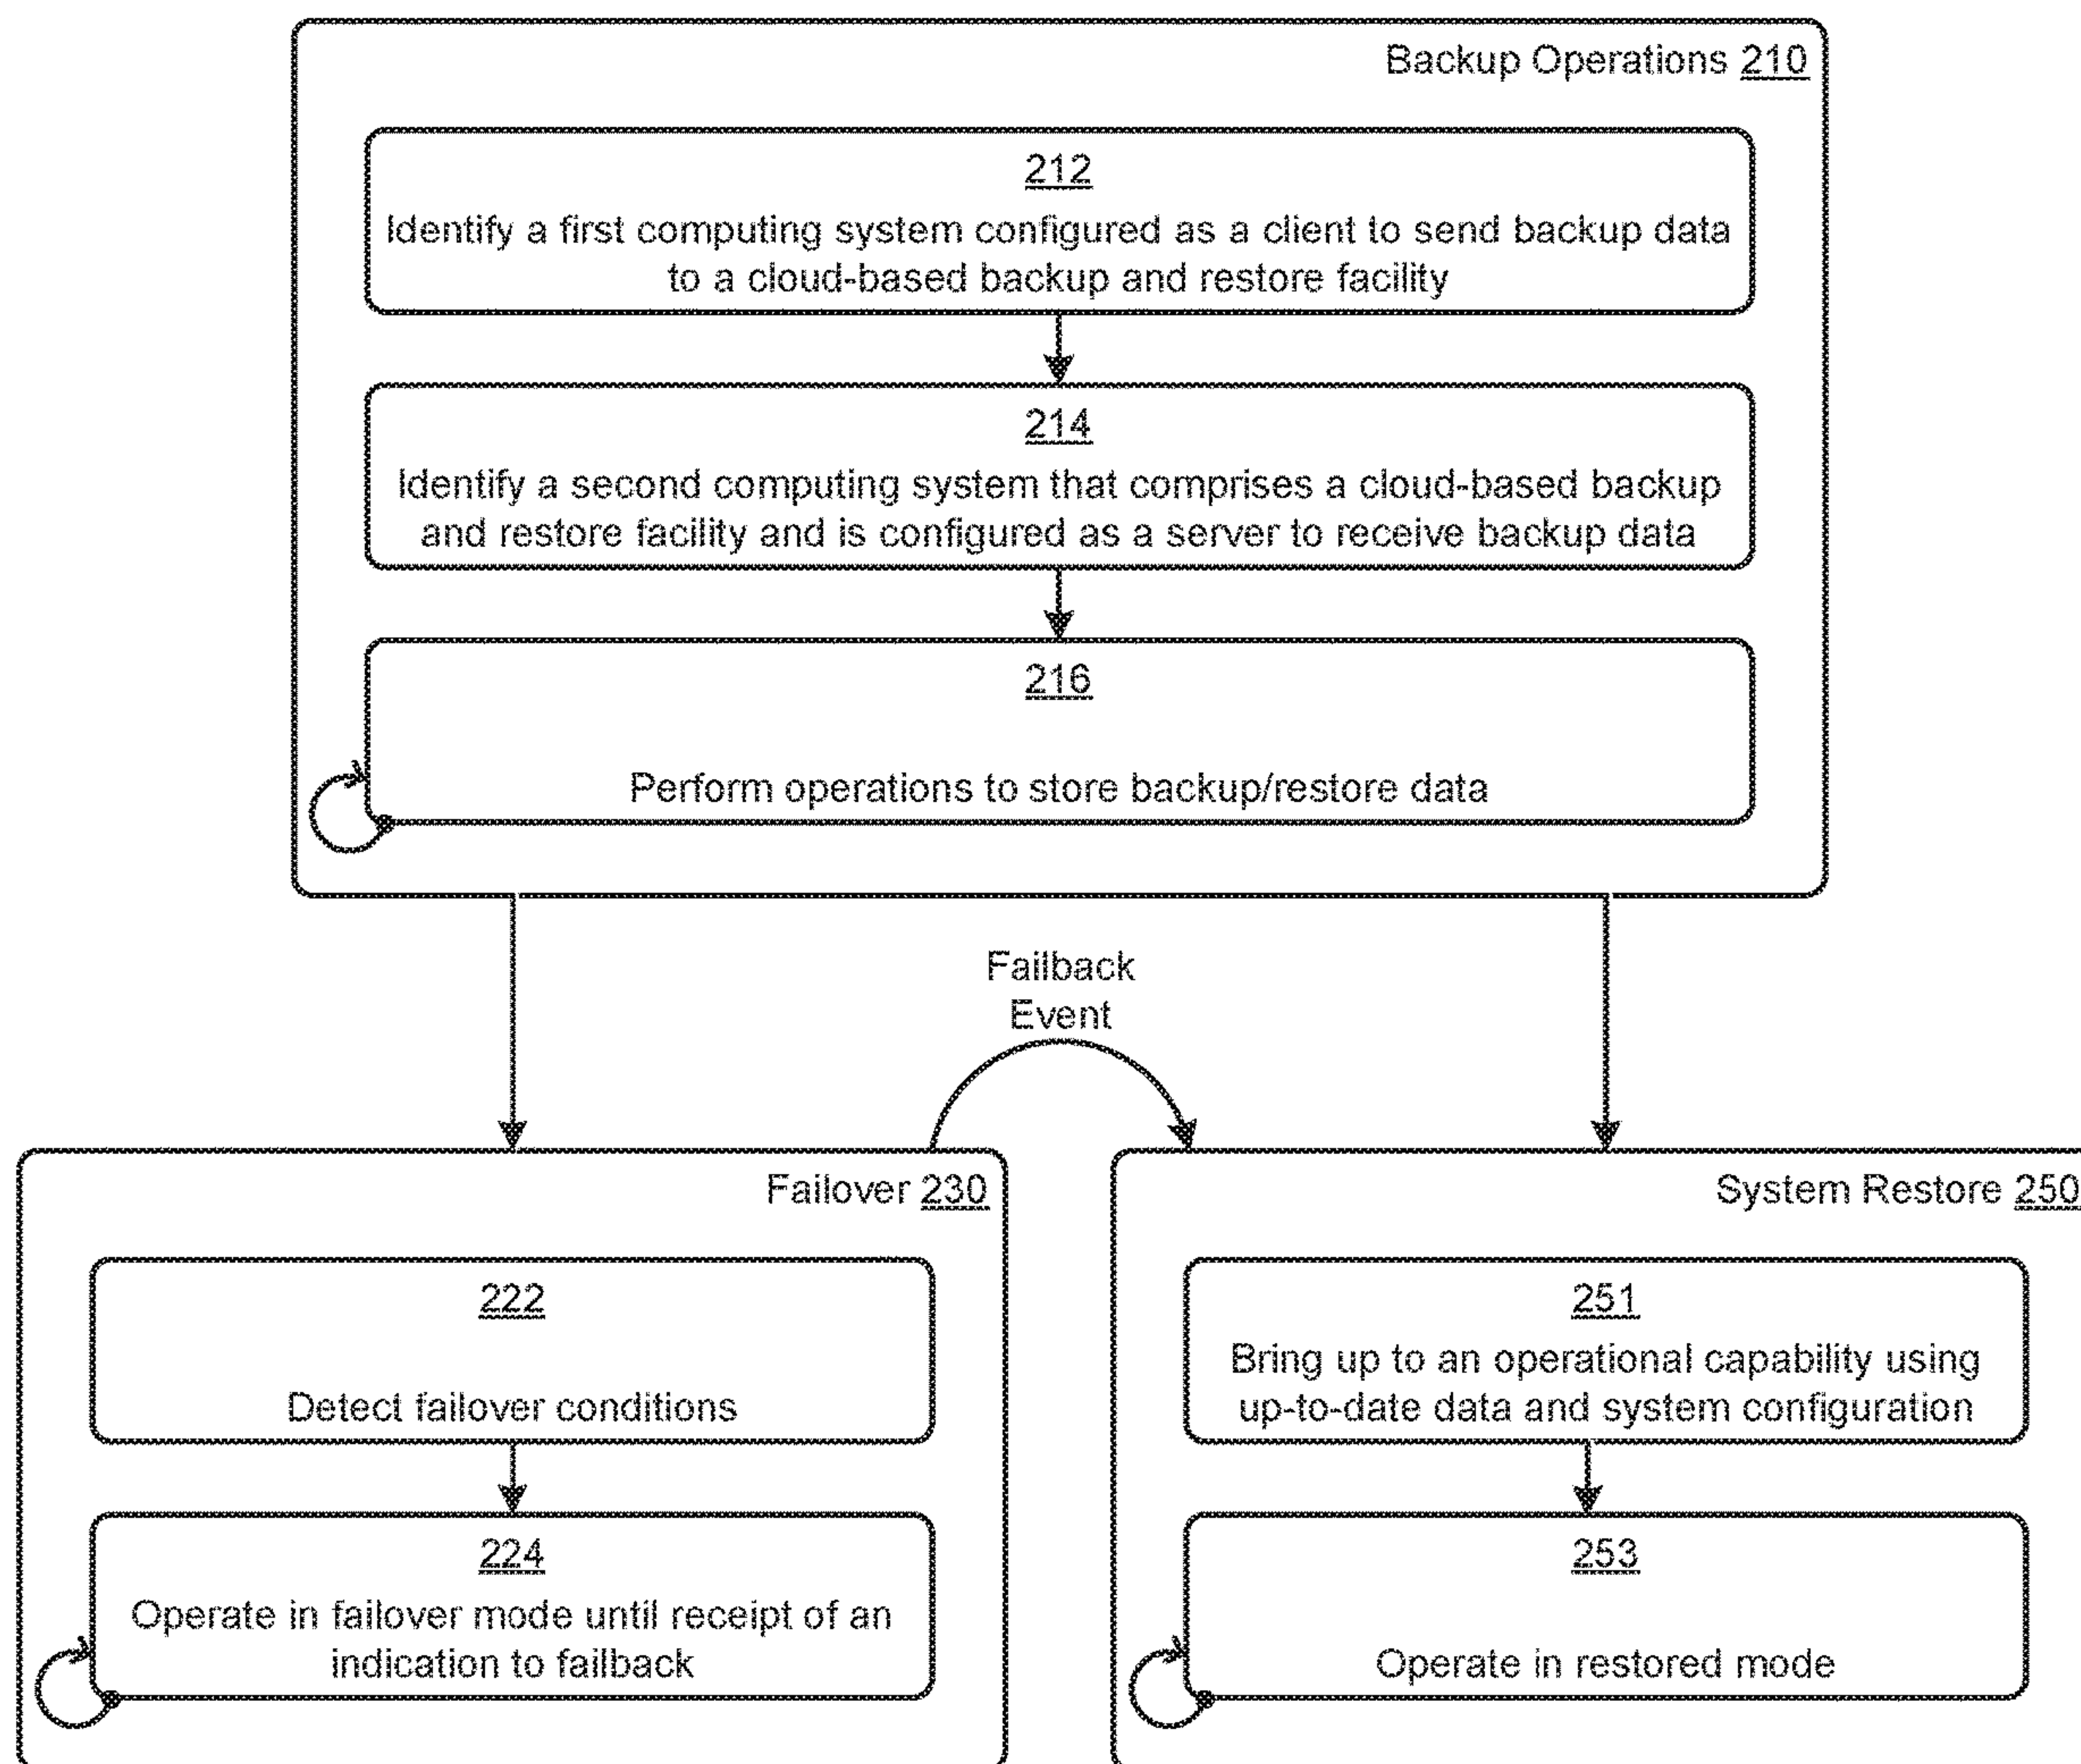 Backup Operations 210
212
Identify a first computing system configured as a client to send backup data
to a cloud-based backup and restore facility
214
Identify a second computing system that comprises a cloud-based backup
and restore facility and is configured as a server to receive backup data
216
Perform operations to store backup/restore data
Failback
Event
Failover 230
222
Detect failover conditions
224
Operate in failover mode until receipt of an
indication to failback
System Restore 250
251
Bring up to an operational capability using
up-to-date data and system configuration
253
Operate in restored mode